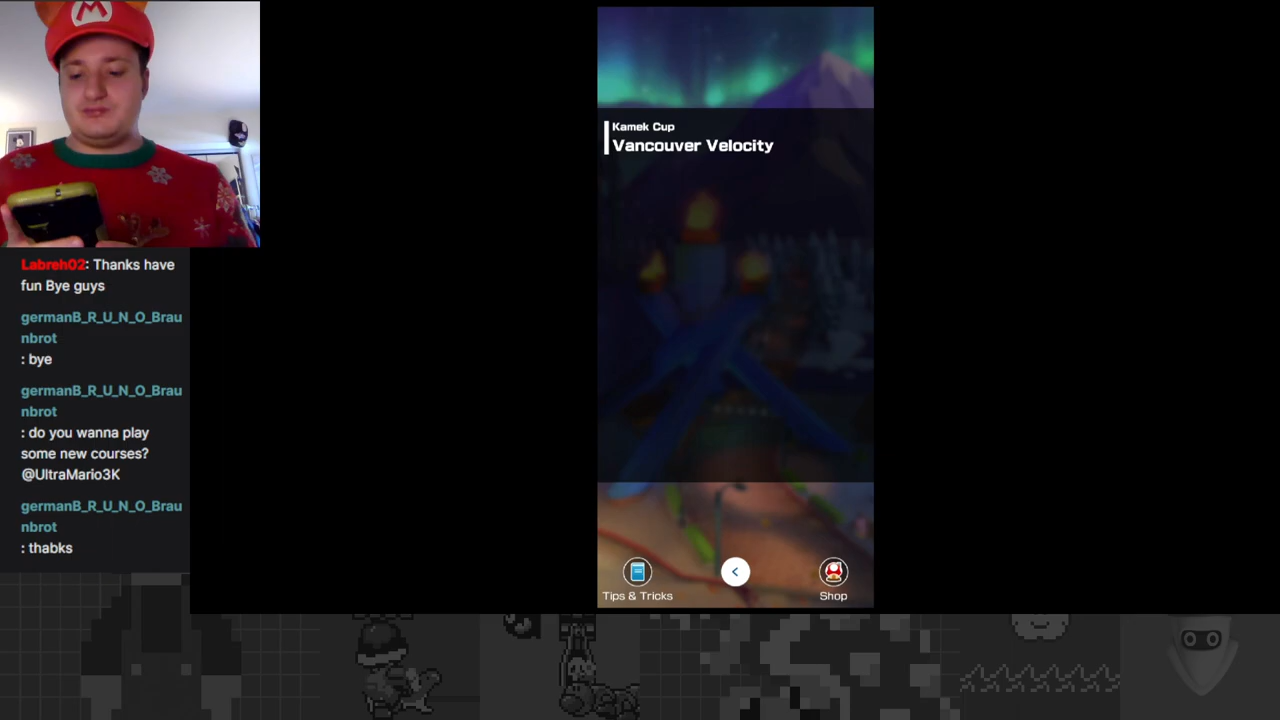 M
Labreh02: Thanks have
fun Bye guys
germanB_R_U_N_O_Brau
nbrot
: bye
germanB_R_U_N_O_Brau
nbrot
: do you wanna play
some new courses?
@UltraMario3K
germanB_R_U_N_O_Brau
nbrot
: thabks
Kamek Cup
Vancouver Velocity
Tips & Tricks
Shop